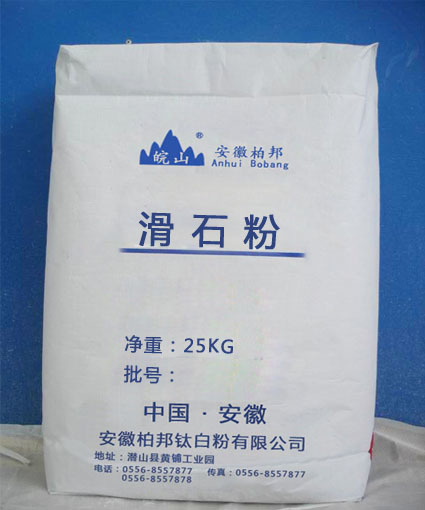 皖山 ® 安徽柏邦
Anhui Bobang
滑石粉
净重：25KG
批号：
中国·安徽
安徽柏邦钛白粉有限公司
地址：潜山县黄铺工业园
电话：0556-8557877 传真：0556-8557877
0556-8557878